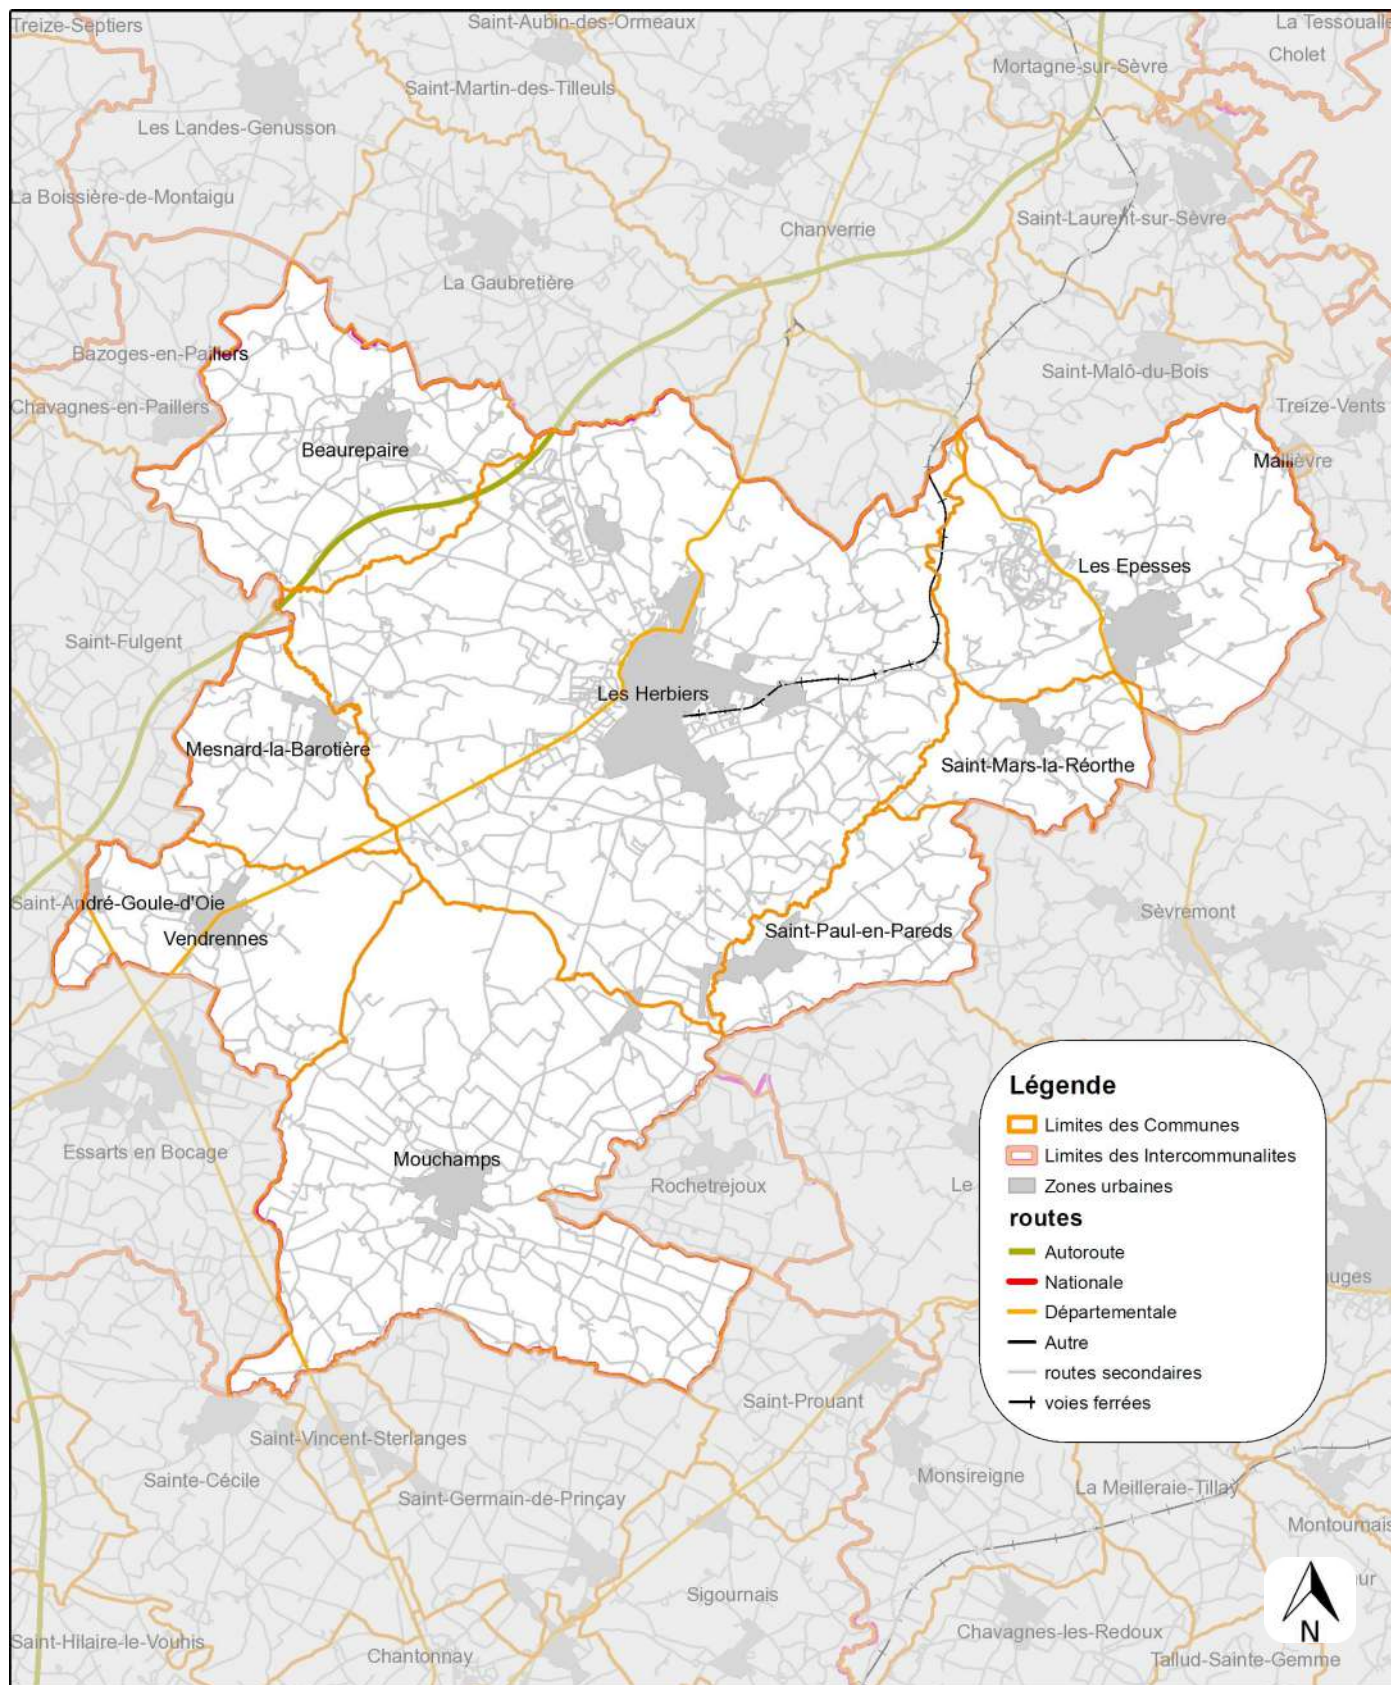 Treize-Septiers
Saint-Aubin-des-Ormeaux
La Tessoualle
Cholet
Mortagne-sur-Sèvre
Saint-Martin-des-Tilleuls
Les Landes-Genusson
La Boissière-de-Montaigu
Saint-Laurent-sur-Sèvre
Chanverrie
La Gaubretière
Bazoges-en-Paillers
Saint-Malô-du-Bois
Chavagnes-en-Paillers
Treize-Vents
Beaurepaire
Mallièvre
Les Epesses
Saint-Fulgent
Les Herbiers
Mesnard-la-Barotière
Saint-Mars-la-Réorthe
Saint-André-Goule-d'Oie
Sèvremont
Vendrennes
Saint-Paul-en-Pareds
Essarts en Bocage
Mouchamps
Rochetrejoux
Le
Légende
Limites des Communes
Limites des Intercommunalites
Zones urbaines
routes
Autoroute
Nationale
Départementale
Autre
routes secondaires
voies ferrées
uges
Saint-Prouant
Saint-Vincent-Sterlanges
Sainte-Cécile
Monsireigne
La Meilleraie-Tillay
Saint-Germain-de-Prinçay
Montournais
ur
Sigournais
N
Saint-Hilaire-le-Vouhis
Chantonnay
Chavagnes-les-Redoux
Tallud-Sainte-Gemme